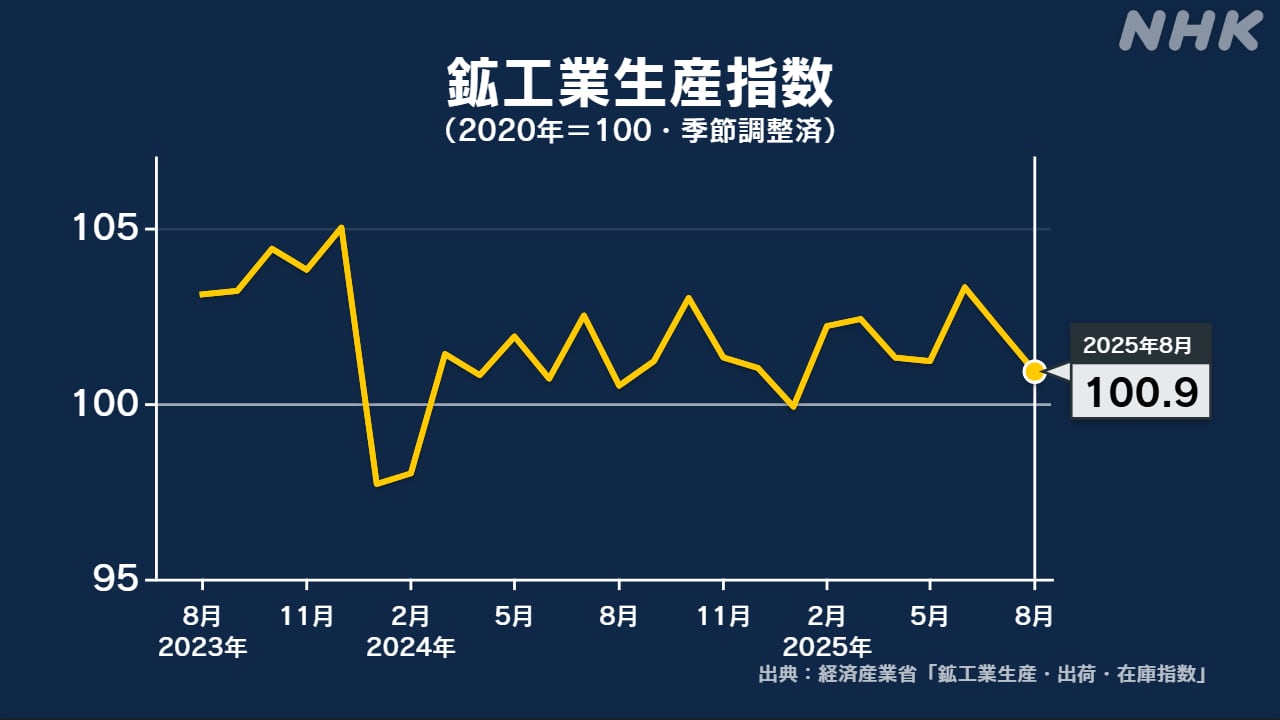 NHK
鉱工業生産指数
（2020年＝100・季節調整済）
105
100
95
2025年8月
100.9
8月 11月 2月 5月 8月 11月 2月 5月 8月
2023年 2024年 2025年
出典：経済産業省「鉱工業生産・出荷・在庫指数」